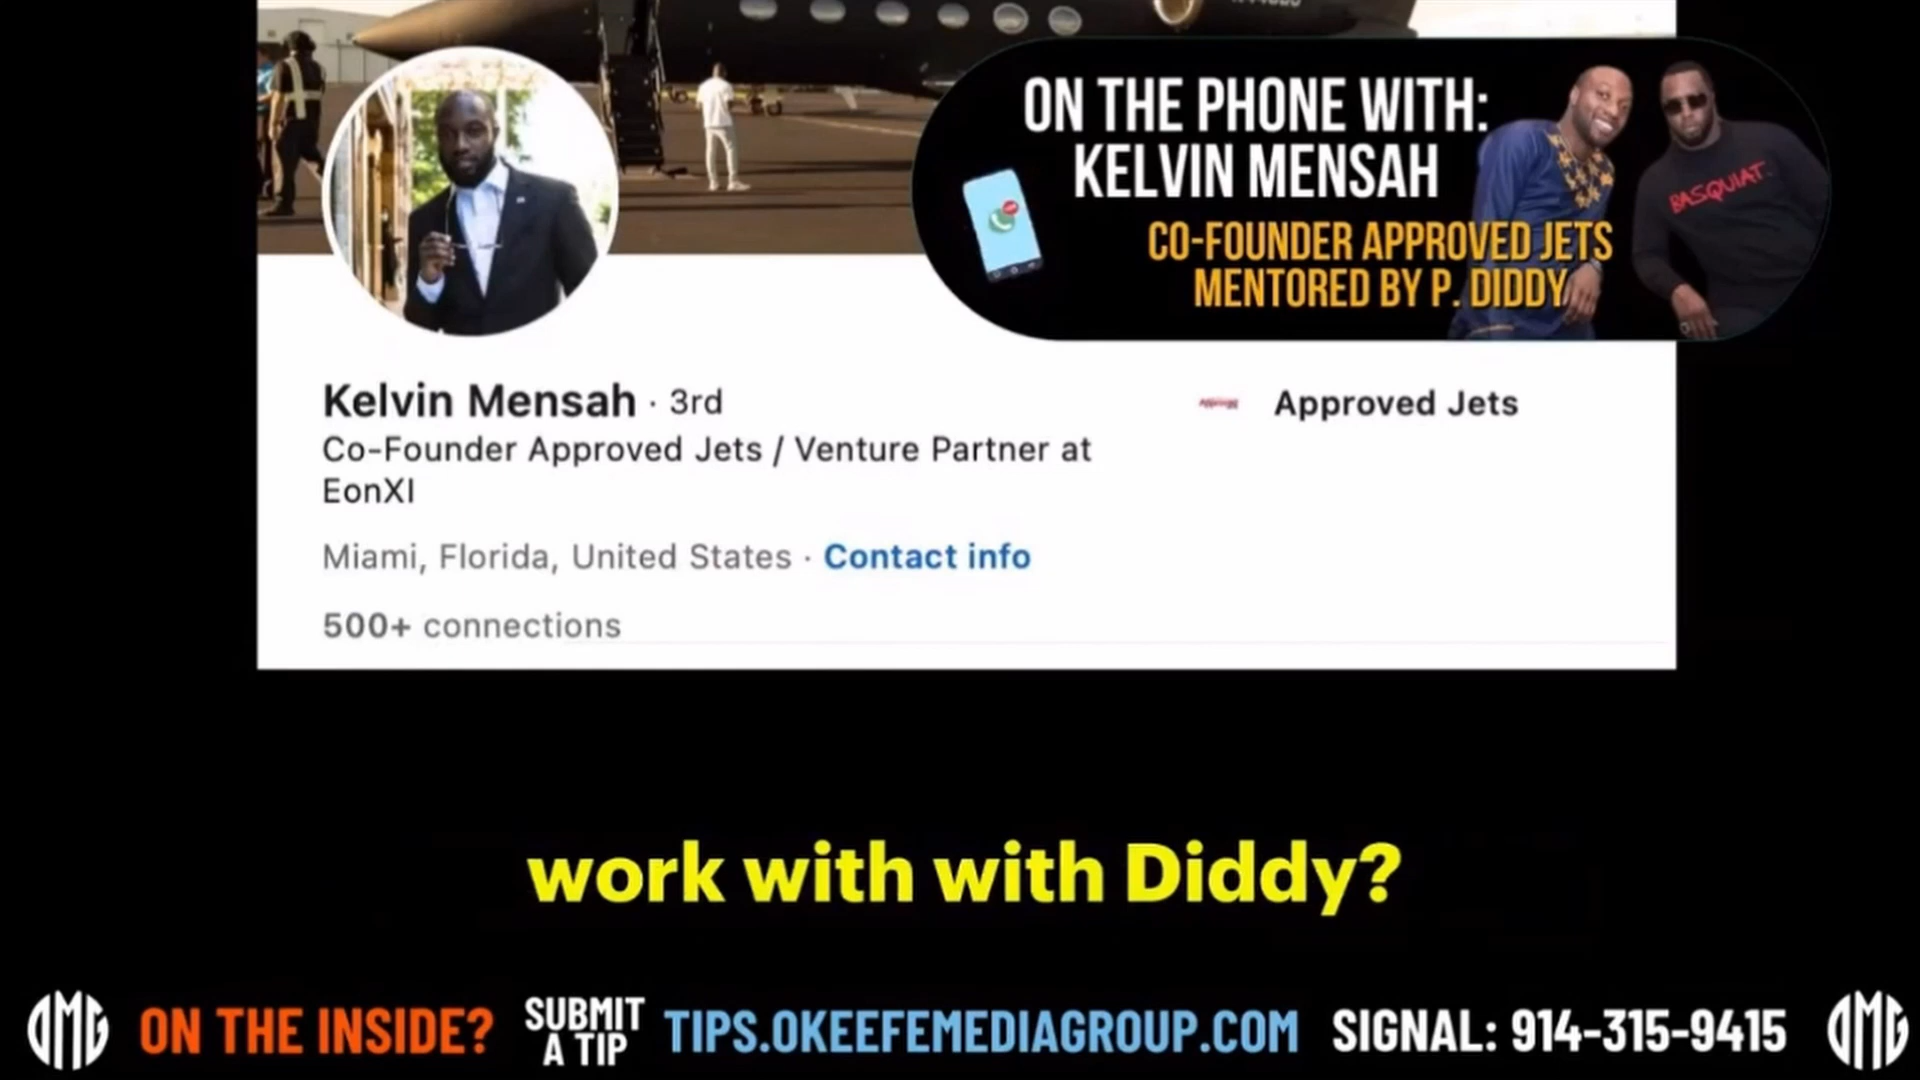 ON THE PHONE WITH:
KELVIN MENSAH
CO-FOUNDER APPROVED JETS
MENTORED BY P. DIDDY
BASQUIAT
Kelvin Mensah · 3rd
Approved Jets
Co-Founder Approved Jets / Venture Partner at
EonXI
Miami, Florida, United States · Contact info
500+ connections
work with with Diddy?
OMG ON THE INSIDE? SUBMIT A TIP TIPS.OKEEFEMEDIAGROUP.COM SIGNAL: 914-315-9415 OMG